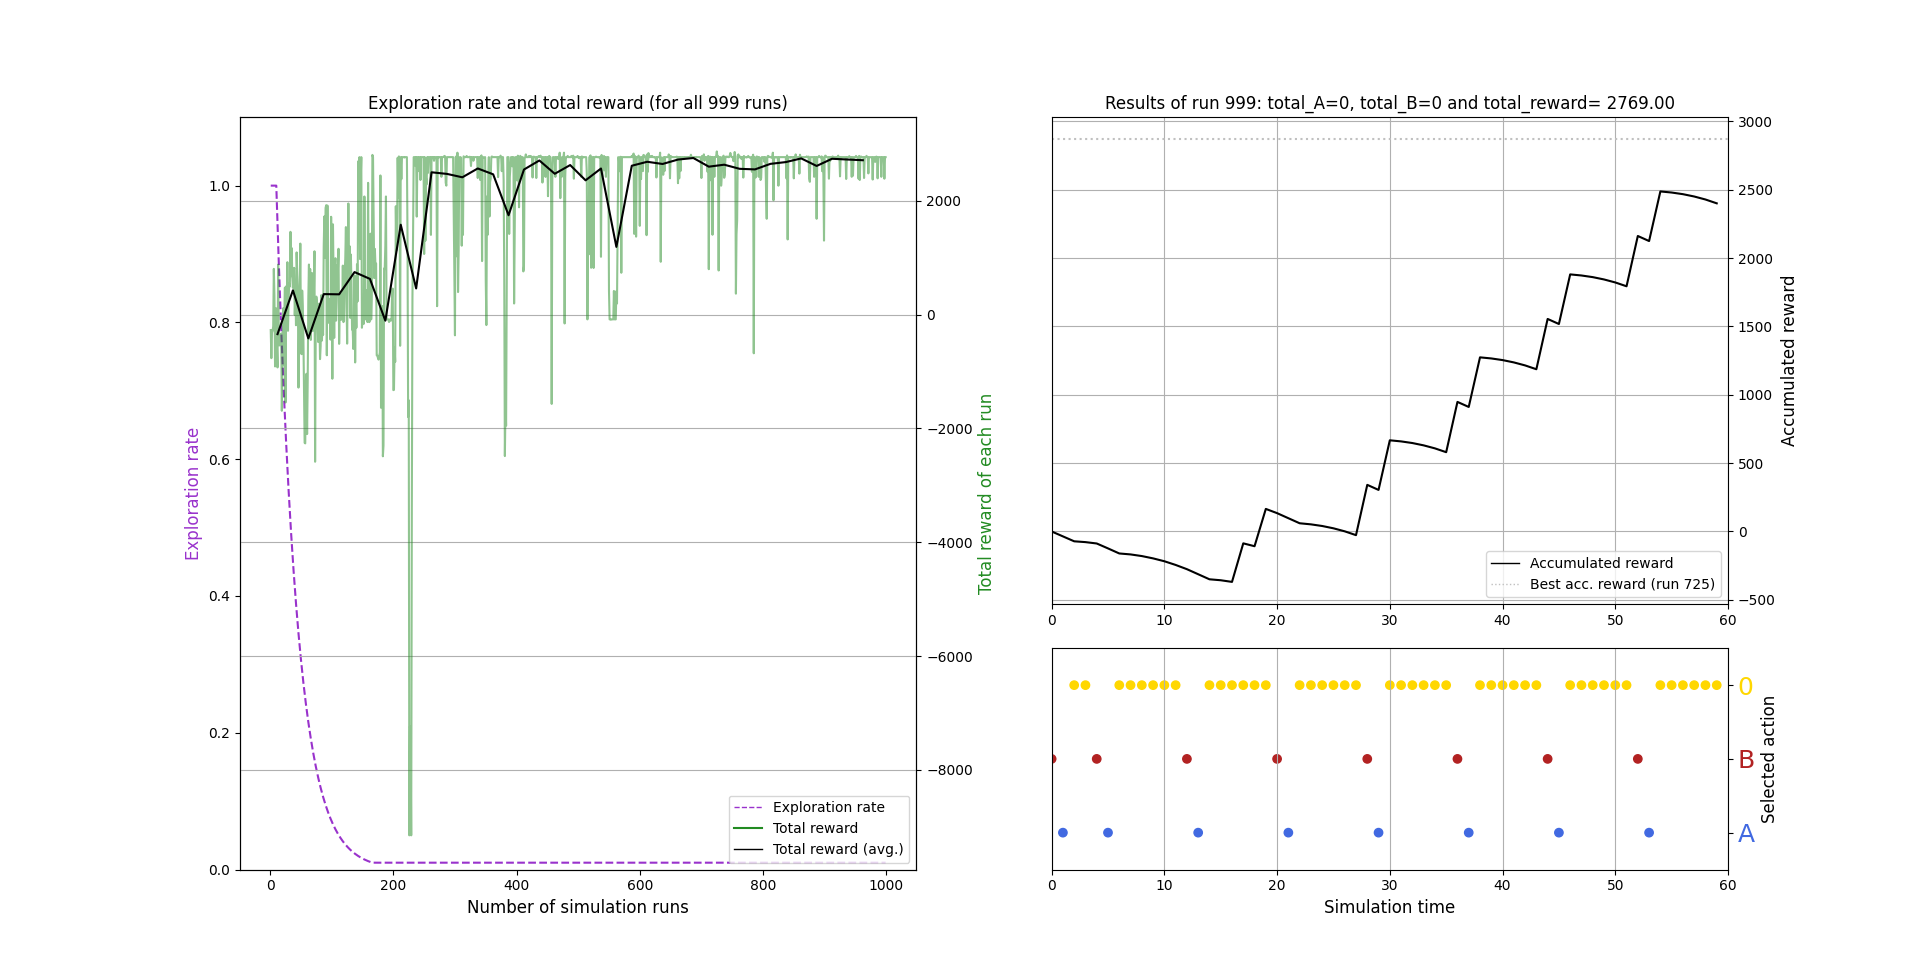 Exploration rate and total reward (for all 999 runs)
1.0
0.8
0.6
0.4
0.2
0.0
Exploration rate
2000
0
−2000
−4000
−6000
−8000
Total reward of each run
Exploration rate
Total reward
Total reward (avg.)
0 200 400 600 800 1000
Number of simulation runs
Results of run 999: total_A=0, total_B=0 and total_reward= 2769.00
3000
2500
2000
1500
1000
500
0
−500
Accumulated reward
Accumulated reward
Best acc. reward (run 725)
0 10 20 30 40 50 60
0
B
A
Selected action
0 10 20 30 40 50 60
Simulation time